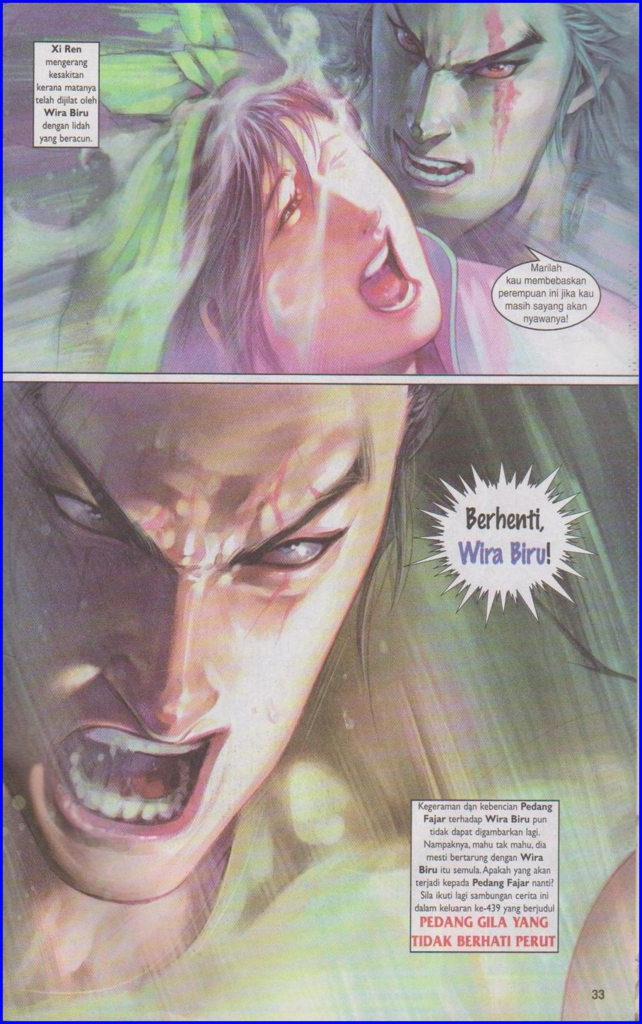 Xi Ren
mengerang
kesakitan
kerana matanya
telah dijilat oleh
Wira Biru
dengan lidah
yang beracun.
Marilah
kau membebaskan
perempuan ini jika kau
masih sayang akan
nyawanya!
Berhenti,
Wira Biru!
Kegeraman dan kebencian Pedang
Fajar terhadap Wira Biru pun
tidak dapat digambarkan lagi.
Nampaknya, mahu tak mahu, dia
mesti bertarung dengan Wira
Biru itu semula. Apakah yang akan
terjadi kepada Pedang Fajar nanti?
Sila ikuti lagi sambungan cerita ini
dalam keluaran ke-439 yang berjudul
PEDANG GILA YANG
TIDAK BERHATI PERUT
33